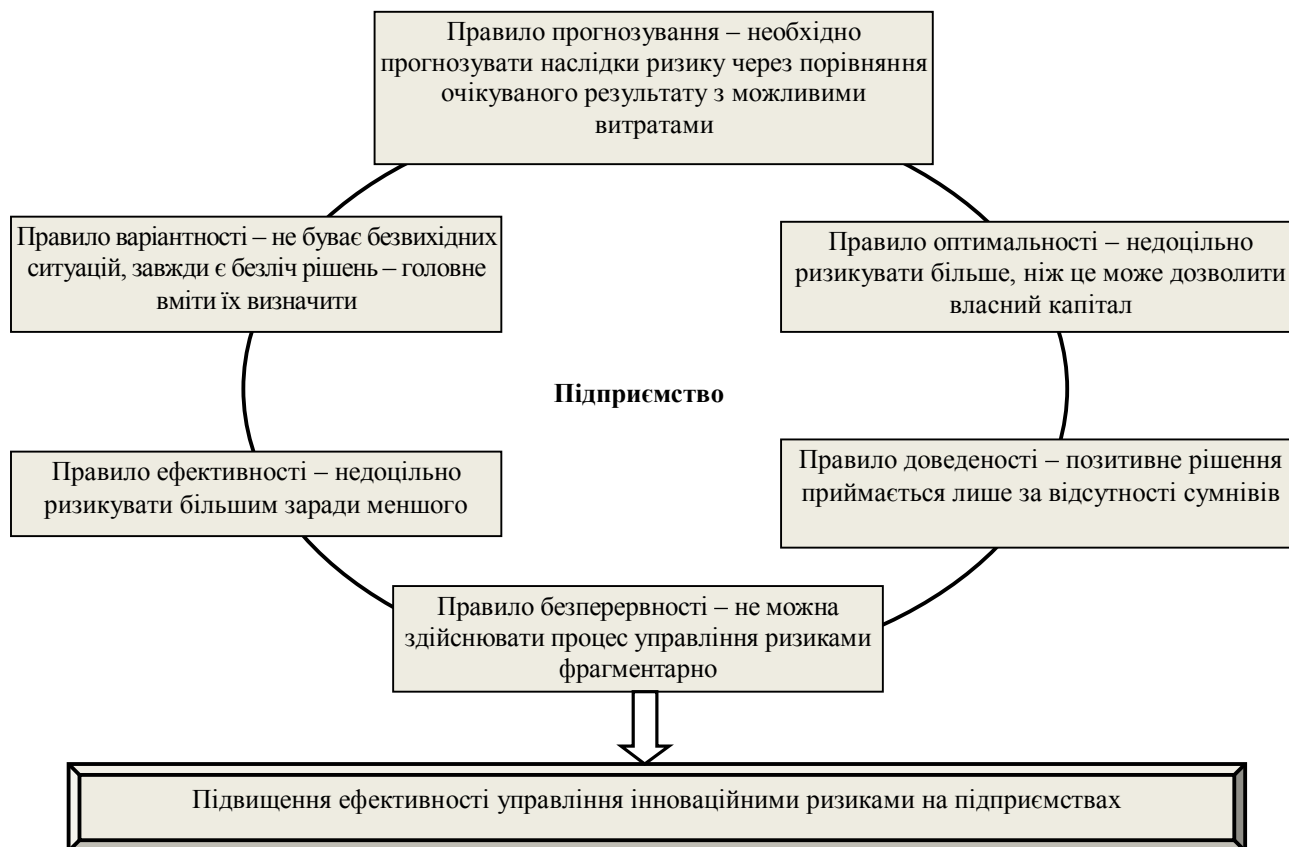 Правило прогнозування – необхідно
прогнозувати наслідки ризику через порівняння
очікуваного результату з можливими
витратами
Правило варіантності – не буває безвихідних
ситуацій, завжди є безліч рішень – головне
вміти їх визначити
Правило оптимальності – недоцільно
ризикувати більше, ніж це може дозволити
власний капітал
Підприємство
Правило ефективності – недоцільно
ризикувати більшим заради меншого
Правило доведеності – позитивне рішення
приймається лише за відсутності сумнівів
Правило безперервності – не можна
здійснювати процес управління ризиками
фрагментарно
Підвищення ефективності управління інноваційними ризиками на підприємствах